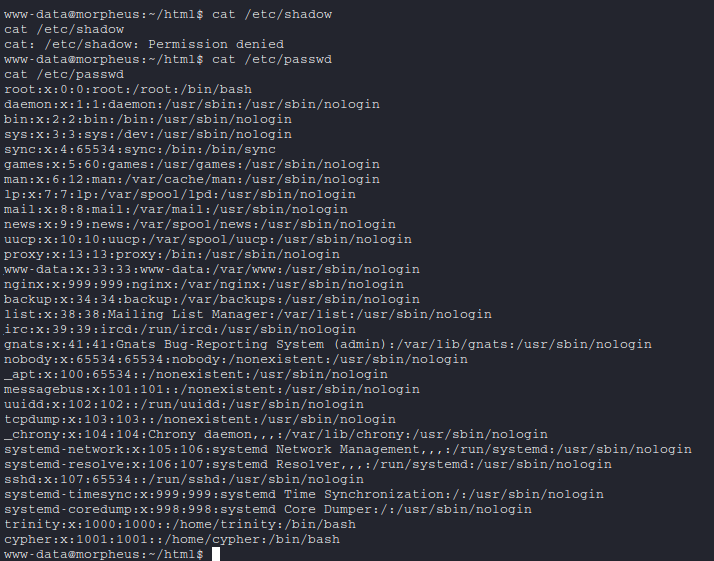 www-data@morpheus:~/html$ cat /etc/shadow
cat /etc/shadow
cat: /etc/shadow: Permission denied
www-data@morpheus:~/html$ cat /etc/passwd
cat /etc/passwd
root:x:0:0:root:/root:/bin/bash
daemon:x:1:1:daemon:/usr/sbin:/usr/sbin/nologin
bin:x:2:2:bin:/bin:/usr/sbin/nologin
sys:x:3:3:sys:/dev:/usr/sbin/nologin
sync:x:4:65534:sync:/bin:/bin/sync
games:x:5:60:games:/usr/games:/usr/sbin/nologin
man:x:6:12:man:/var/cache/man:/usr/sbin/nologin
lp:x:7:7:lp:/var/spool/lpd:/usr/sbin/nologin
mail:x:8:8:mail:/var/mail:/usr/sbin/nologin
news:x:9:9:news:/var/spool/news:/usr/sbin/nologin
uucp:x:10:10:uucp:/var/spool/uucp:/usr/sbin/nologin
proxy:x:13:13:proxy:/bin:/usr/sbin/nologin
www-data:x:33:33:www-data:/var/www:/usr/sbin/nologin
nginx:x:999:999:nginx:/var/nginx:/usr/sbin/nologin
backup:x:34:34:backup:/var/backups:/usr/sbin/nologin
list:x:38:38:Mailing List Manager:/var/list:/usr/sbin/nologin
irc:x:39:39:ircd:/run/ircd:/usr/sbin/nologin
gnats:x:41:41:Gnats Bug-Reporting System (admin):/var/lib/gnats:/usr/sbin/nologin
nobody:x:65534:65534:nobody:/nonexistent:/usr/sbin/nologin
_apt:x:100:65534::/nonexistent:/usr/sbin/nologin
messagebus:x:101:101::/nonexistent:/usr/sbin/nologin
uuidd:x:102:102::/run/uuidd:/usr/sbin/nologin
tcpdump:x:103:103::/nonexistent:/usr/sbin/nologin
_chrony:x:104:104:Chrony daemon,,,:/var/lib/chrony:/usr/sbin/nologin
systemd-network:x:105:106:systemd Network Management,,,:/run/systemd:/usr/sbin/nologin
systemd-resolve:x:106:107:systemd Resolver,,,:/run/systemd:/usr/sbin/nologin
sshd:x:107:65534::/run/sshd:/usr/sbin/nologin
systemd-timesync:x:999:999:systemd Time Synchronization:/:/usr/sbin/nologin
systemd-coredump:x:998:998:systemd Core Dumper:/:/usr/sbin/nologin
trinity:x:1000:1000::/home/trinity:/bin/bash
cypher:x:1001:1001::/home/cypher:/bin/bash
www-data@morpheus:~/html$